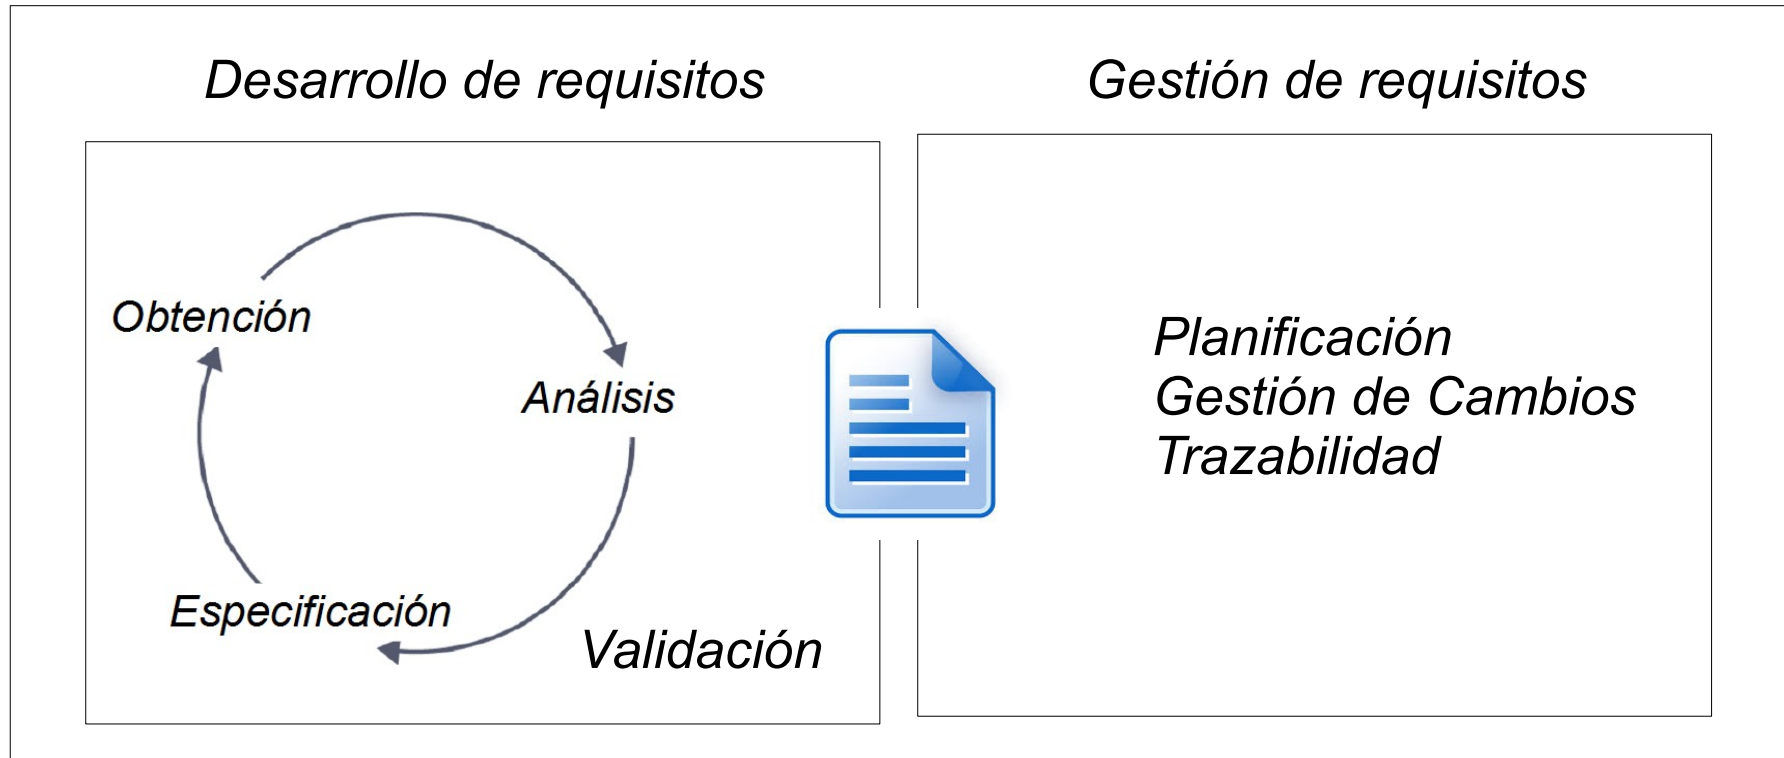 Desarrollo de requisitos
Gestión de requisitos
Obtención
Análisis
Especificación
Validación
Planificación
Gestión de Cambios
Trazabilidad